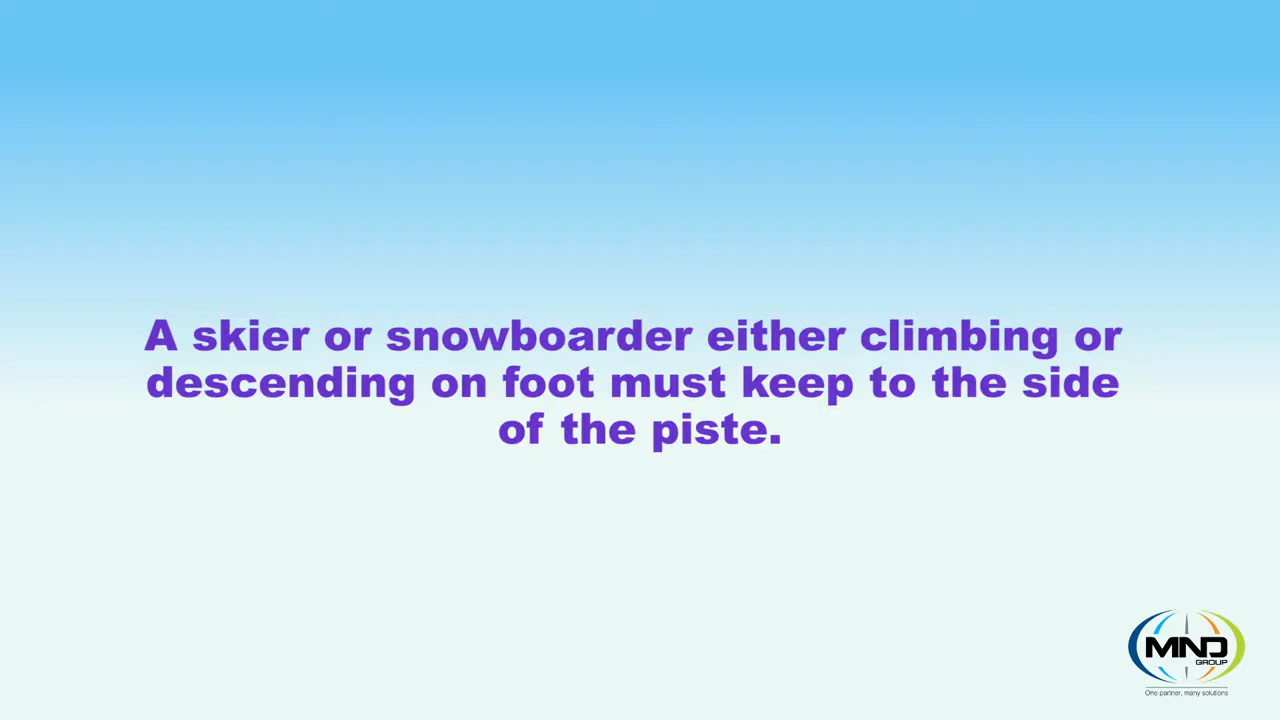 A skier or snowboarder either climbing or
descending on foot must keep to the side
of the piste.
MND
GROUP
One partner, many solutions